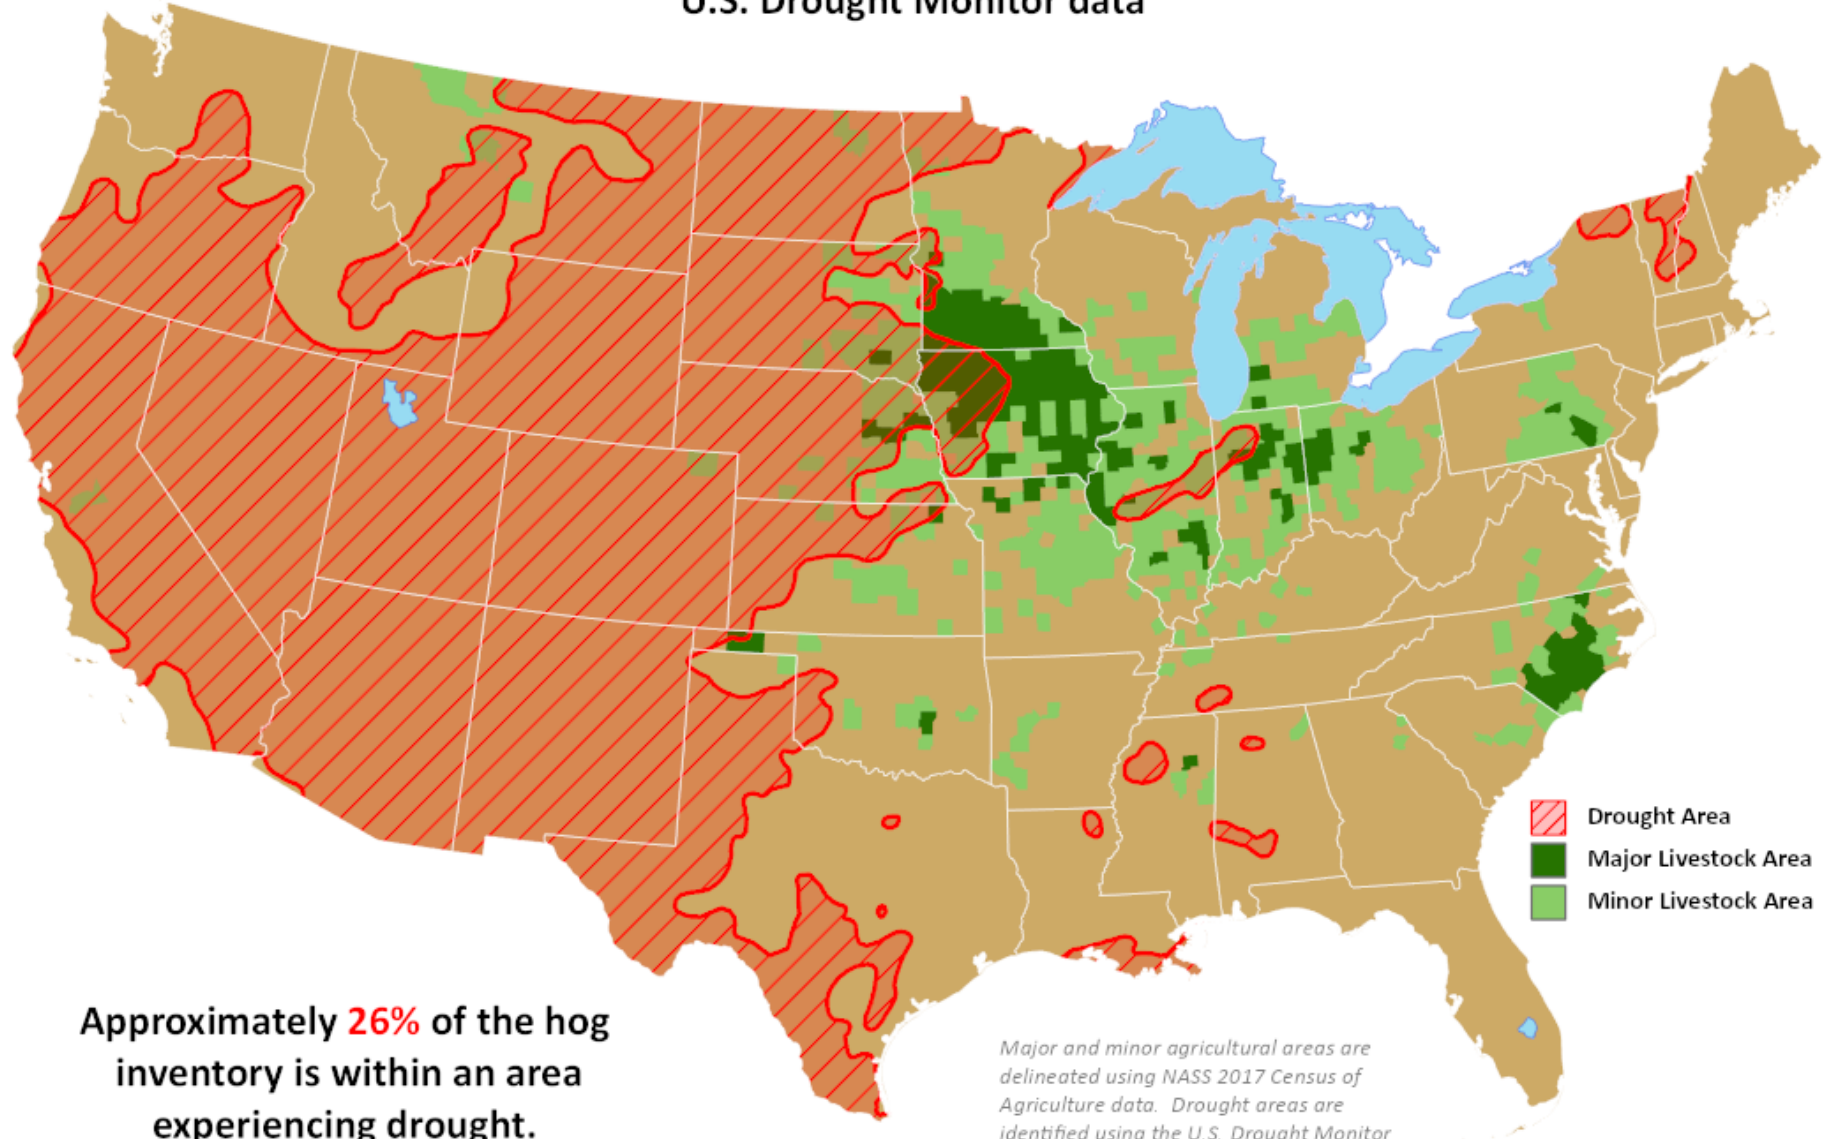 U.S. Drought Monitor data
Drought Area
Major Livestock Area
Minor Livestock Area
Approximately 26% of the hog
inventory is within an area
experiencing drought.
Major and minor agricultural areas are
delineated using NASS 2017 Census of
Agriculture data. Drought areas are
identified using the U.S. Drought Monitor